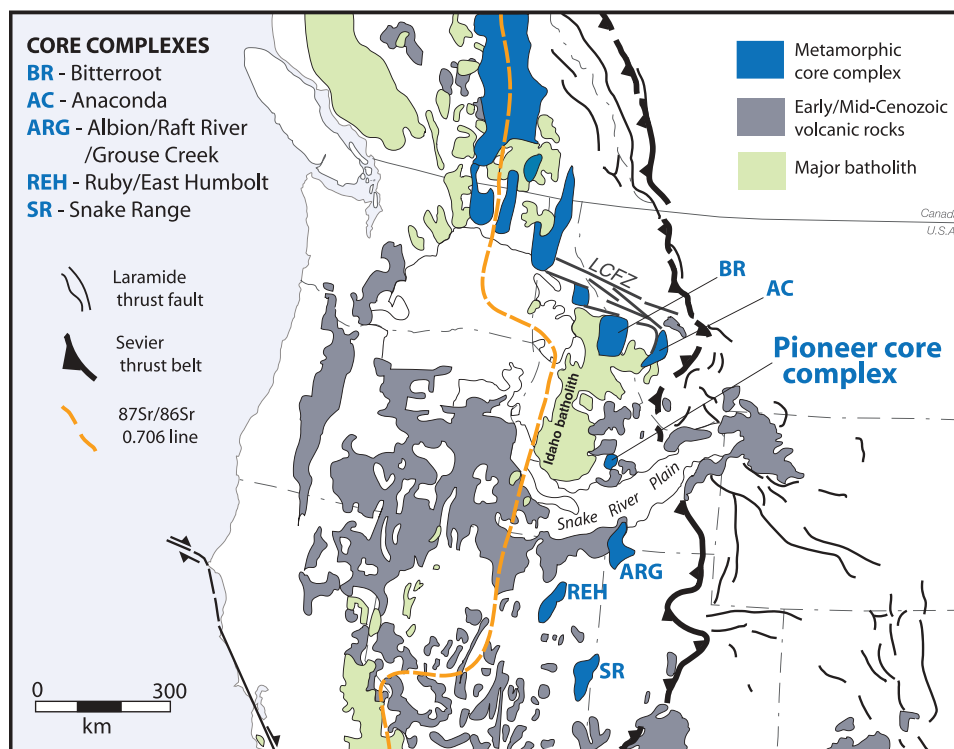 CORE COMPLEXES
BR - Bitterroot
AC - Anaconda
ARG - Albion/Raft River
/Grouse Creek
REH - Ruby/East Humbolt
SR - Snake Range
Laramide
thrust fault
Sevier
thrust belt
87Sr/86Sr
0.706 line
0 300
km
Metamorphic
core complex
Early/Mid-Cenozoic
volcanic rocks
Major batholith
Canada
U.S.A
LCFZ
BR
AC
Pioneer core
complex
Idaho batholith
Snake River Plain
ARG
REH
SR